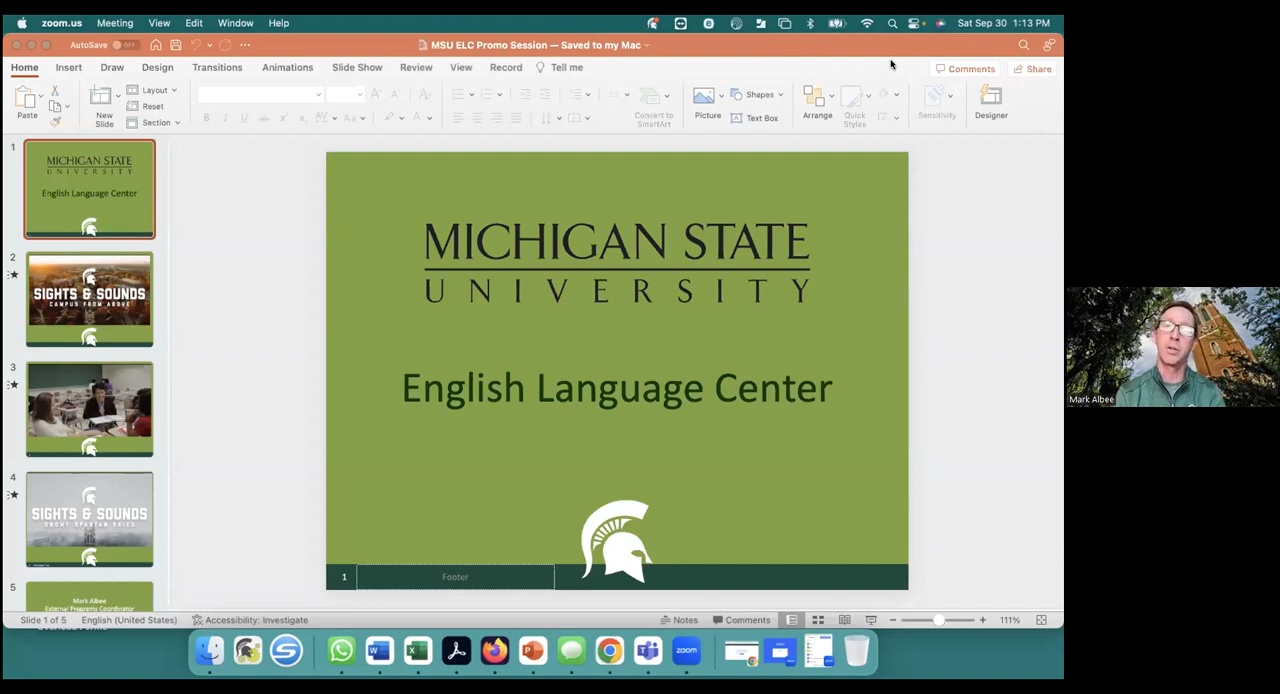 zoom.us Meeting View Edit Window Help Sat Sep 30 1:13 PM
AutoSave OFF MSU ELC Promo Session — Saved to my Mac
Home Insert Draw Design Transitions Animations Slide Show Review View Record Tell me Comments Share
Paste New Slide Layout Reset Section Convert to SmartArt Picture Shapes Text Box Arrange Quick Styles Sensitivity Designer
1
MICHIGAN STATE
UNIVERSITY
English Language Center
2
SIGHTS & SOUNDS
CAMPUS FROM ABOVE
3
4
SIGHTS & SOUNDS
SNOWY SPARTAN SKIES
5
Mark Albee
External Programs Coordinator
MICHIGAN STATE
UNIVERSITY
English Language Center
1 Footer
Mark Albee
Slide 1 of 5 English (United States) Accessibility: Investigate Notes Comments 111%
zoom